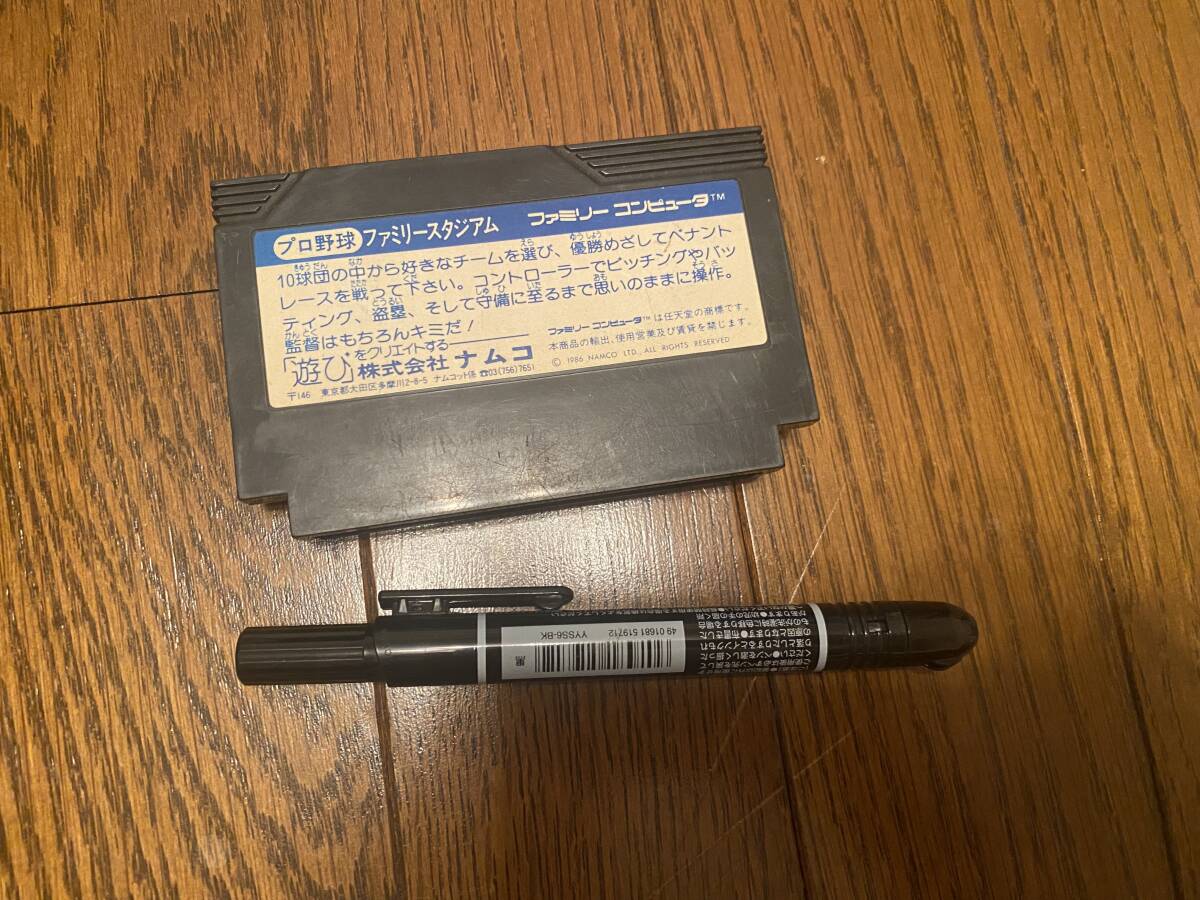 プロ野球 ファミリースタジアム ファミリー コンピュータ™
10球団の中から好きなチームを選び、優勝めざしてペナント
レースを戦って下さい。コントローラーでピッチングやバッ
ティング、盗塁、そして守備に至るまで思いのままに操作。
監督はもちろんキミだ!
「遊び」をクリエイトする
株式会社 ナムコ
〒146 東京都大田区多摩川2-8-5 ナムコット係 ☎03(756)7651
ファミリー コンピュータ™は任天堂の商標です。
本商品の輸出、使用営業及び賃貸を禁じます。
© 1986 NAMCO LTD., ALL RIGHTS RESERVED
49 01681 519712
YYSS6-BK
黒